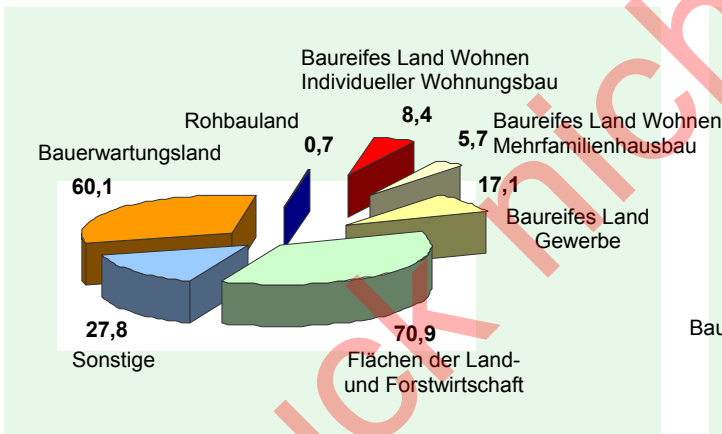 Baureifes Land Wohnen
Individueller Wohnungsbau
8,4
Rohbauland
0,7
5,7
Baureifes Land Wohnen
Mehrfamilienhausbau
Bauerwartungsland
60,1
17,1
Baureifes Land
Gewerbe
27,8
Sonstige
70,9
Flächen der Land-
und Forstwirtschaft
Bau